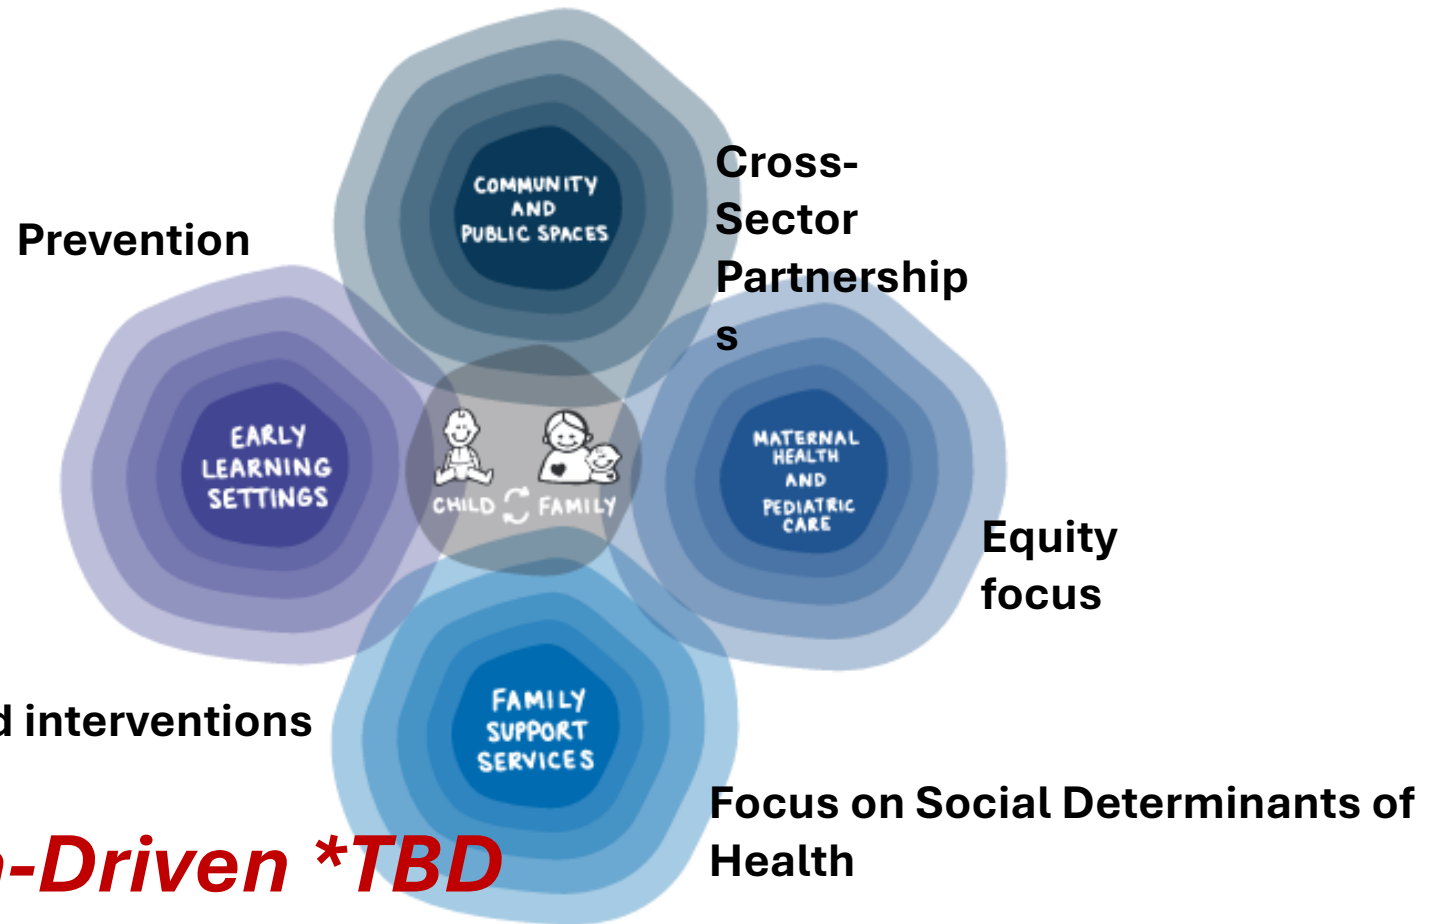 COMMUNITY
AND
PUBLIC SPACES
Cross-
Sector
Partnership
s
Prevention
EARLY
LEARNING
SETTINGS
CHILD FAMILY
MATERNAL
HEALTH
AND
PEDIATRIC
CARE
Equity
focus
interventions
FAMILY
SUPPORT
SERVICES
Focus on Social Determinants of
Health
-Driven *TBD